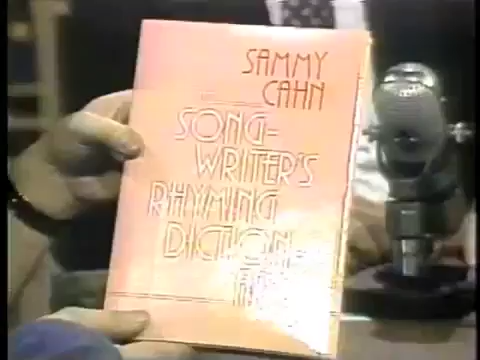 SAMMY
CAHN
SONG-
WRITER'S
RHYMING
DICTION-